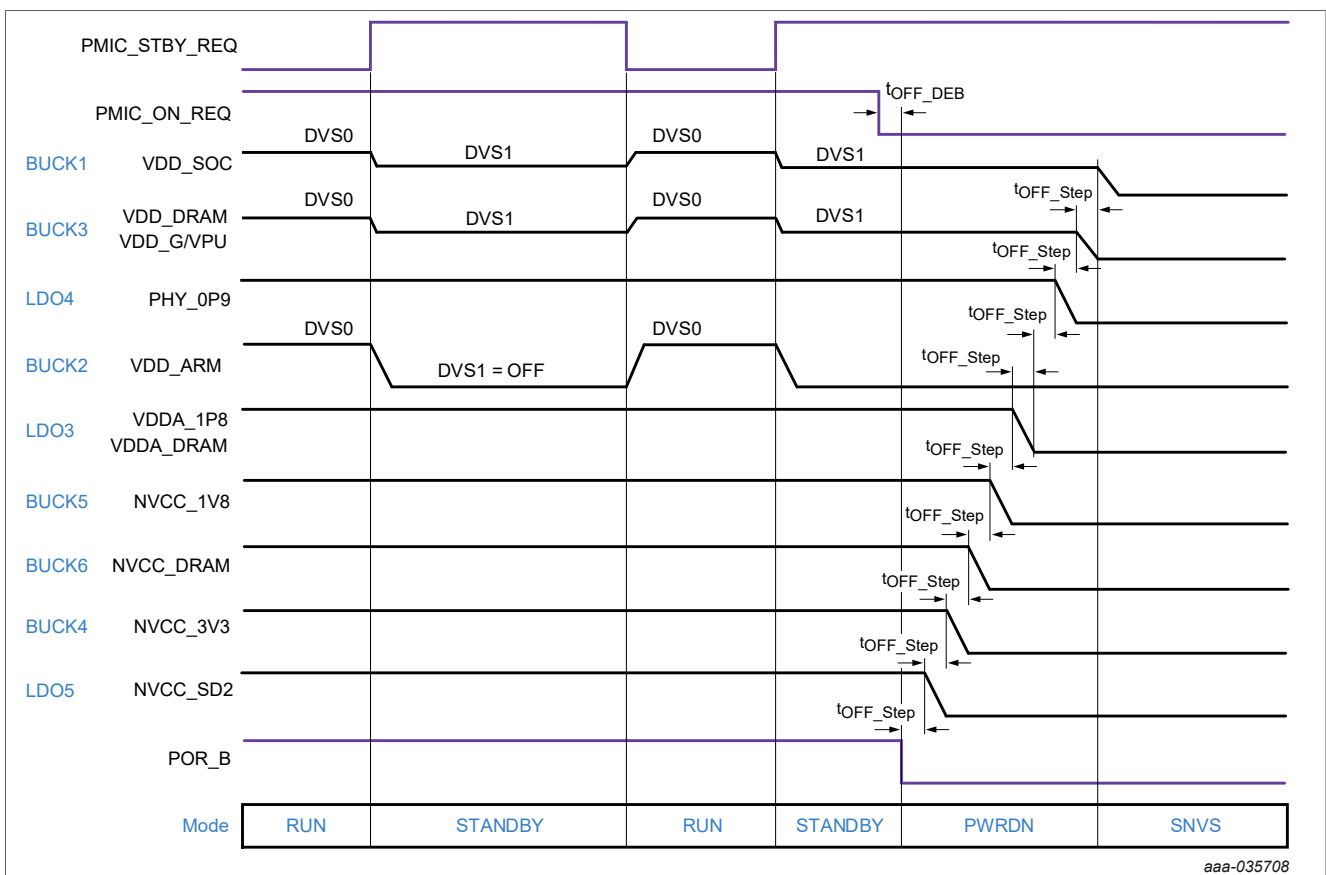 PMIC_STBY_REQ
tOFF_DEB
PMIC_ON_REQ
DVS0 DVS0
BUCK1 VDD_SOC DVS1 DVS1
tOFF_Step
DVS0 DVS0
BUCK3 VDD_DRAM DVS1 DVS1
VDD_G/VPU
tOFF_Step
LDO4 PHY_0P9
tOFF_Step
DVS0 DVS0
tOFF_Step
BUCK2 VDD_ARM DVS1 = OFF
LDO3 VDDA_1P8
VDDA_DRAM
tOFF_Step
BUCK5 NVCC_1V8
tOFF_Step
BUCK6 NVCC_DRAM
tOFF_Step
BUCK4 NVCC_3V3
tOFF_Step
LDO5 NVCC_SD2
tOFF_Step
POR_B
Mode RUN STANDBY RUN STANDBY PWRDN SNVS
aaa-035708